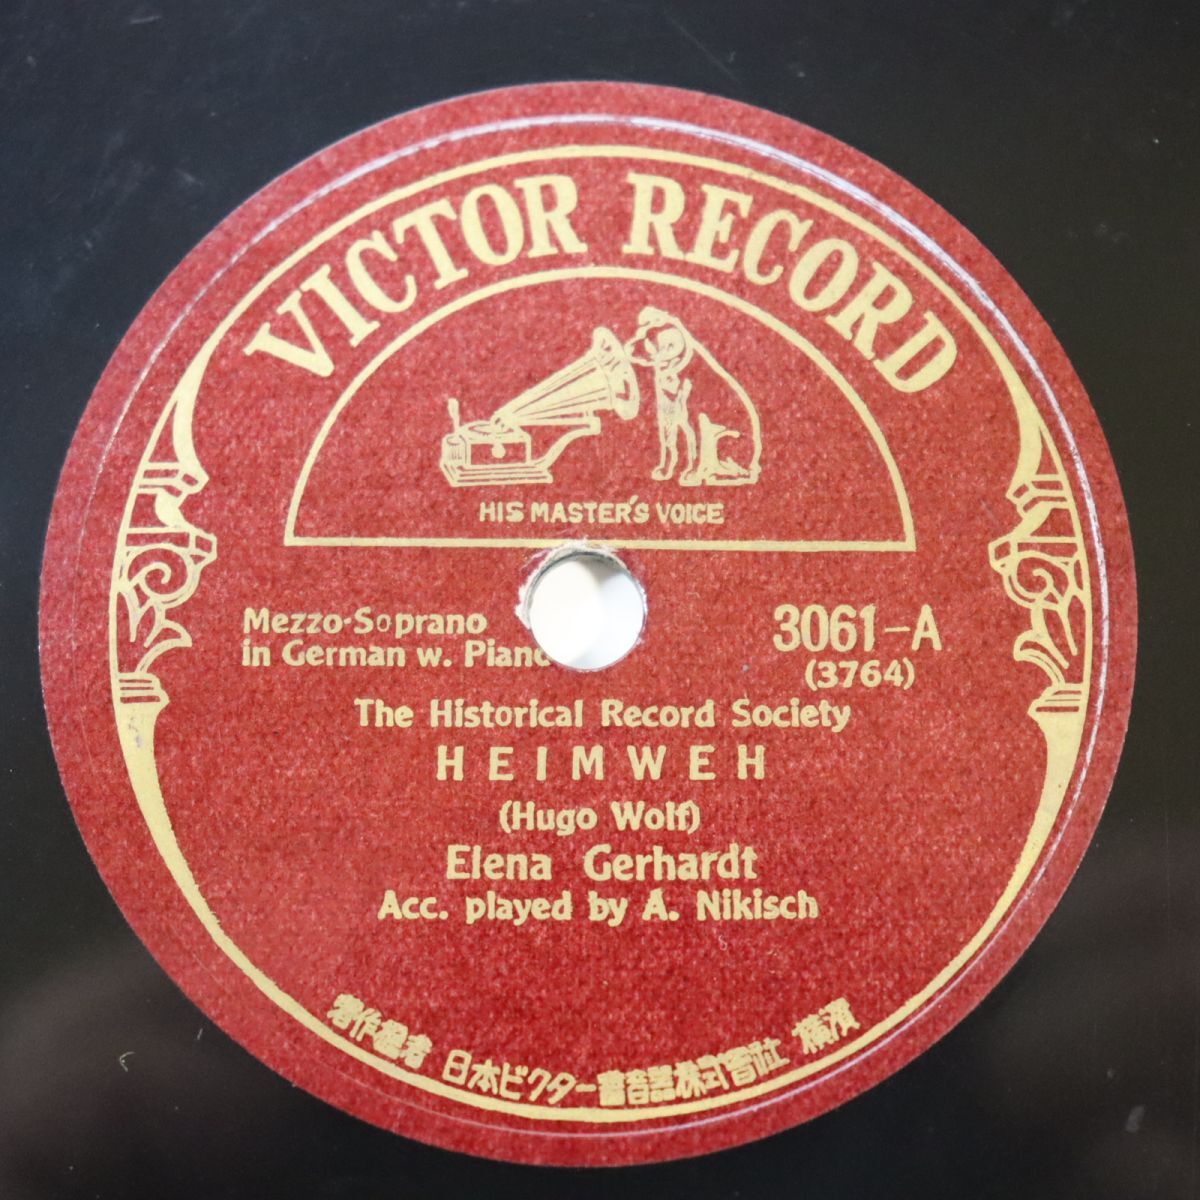 VICTOR RECORD
HIS MASTER'S VOICE
Mezzo-Soprano
in German w. Piano
3061-A
(3764)
The Historical Record Society
HEIMWEH
(Hugo Wolf)
Elena Gerhardt
Acc. played by A. Nikisch
著作權者 日本ビクター蓄音器株式會社 橫濱